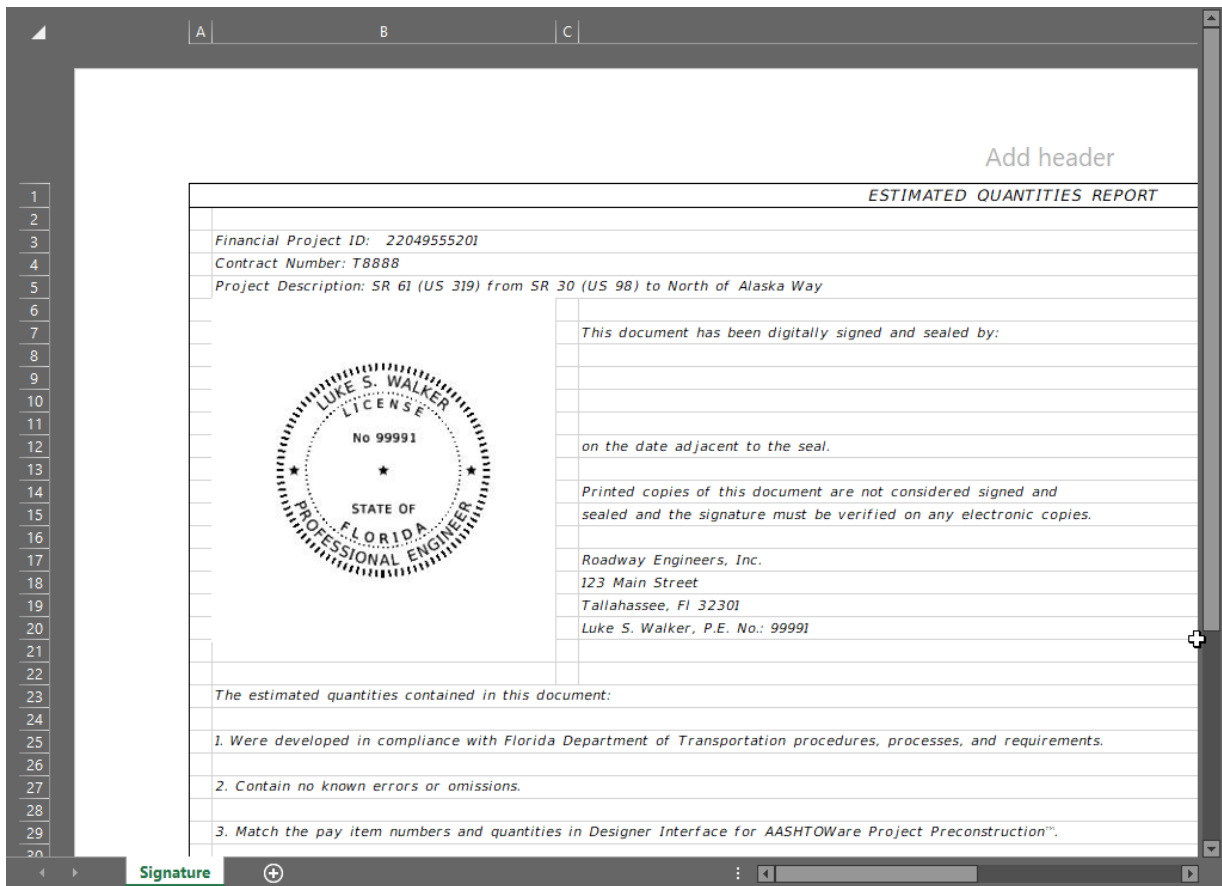 A B C
Add header
1 ESTIMATED QUANTITIES REPORT
2
3 Financial Project ID: 22049555201
4 Contract Number: T8888
5 Project Description: SR 61 (US 319) from SR 30 (US 98) to North of Alaska Way
6
7 This document has been digitally signed and sealed by:
8
9
10
11
12 on the date adjacent to the seal.
13
14 Printed copies of this document are not considered signed and
15 sealed and the signature must be verified on any electronic copies.
16
17 Roadway Engineers, Inc.
18 123 Main Street
19 Tallahassee, Fl 32301
20 Luke S. Walker, P.E. No.: 99991
21
22
LUKE S. WALKER
LICENSE
No 99991
STATE OF
FLORIDA
PROFESSIONAL ENGINEER
23 The estimated quantities contained in this document:
24
25 1. Were developed in compliance with Florida Department of Transportation procedures, processes, and requirements.
26
27 2. Contain no known errors or omissions.
28
29 3. Match the pay item numbers and quantities in Designer Interface for AASHTOWare Project Preconstruction™.
30
Signature